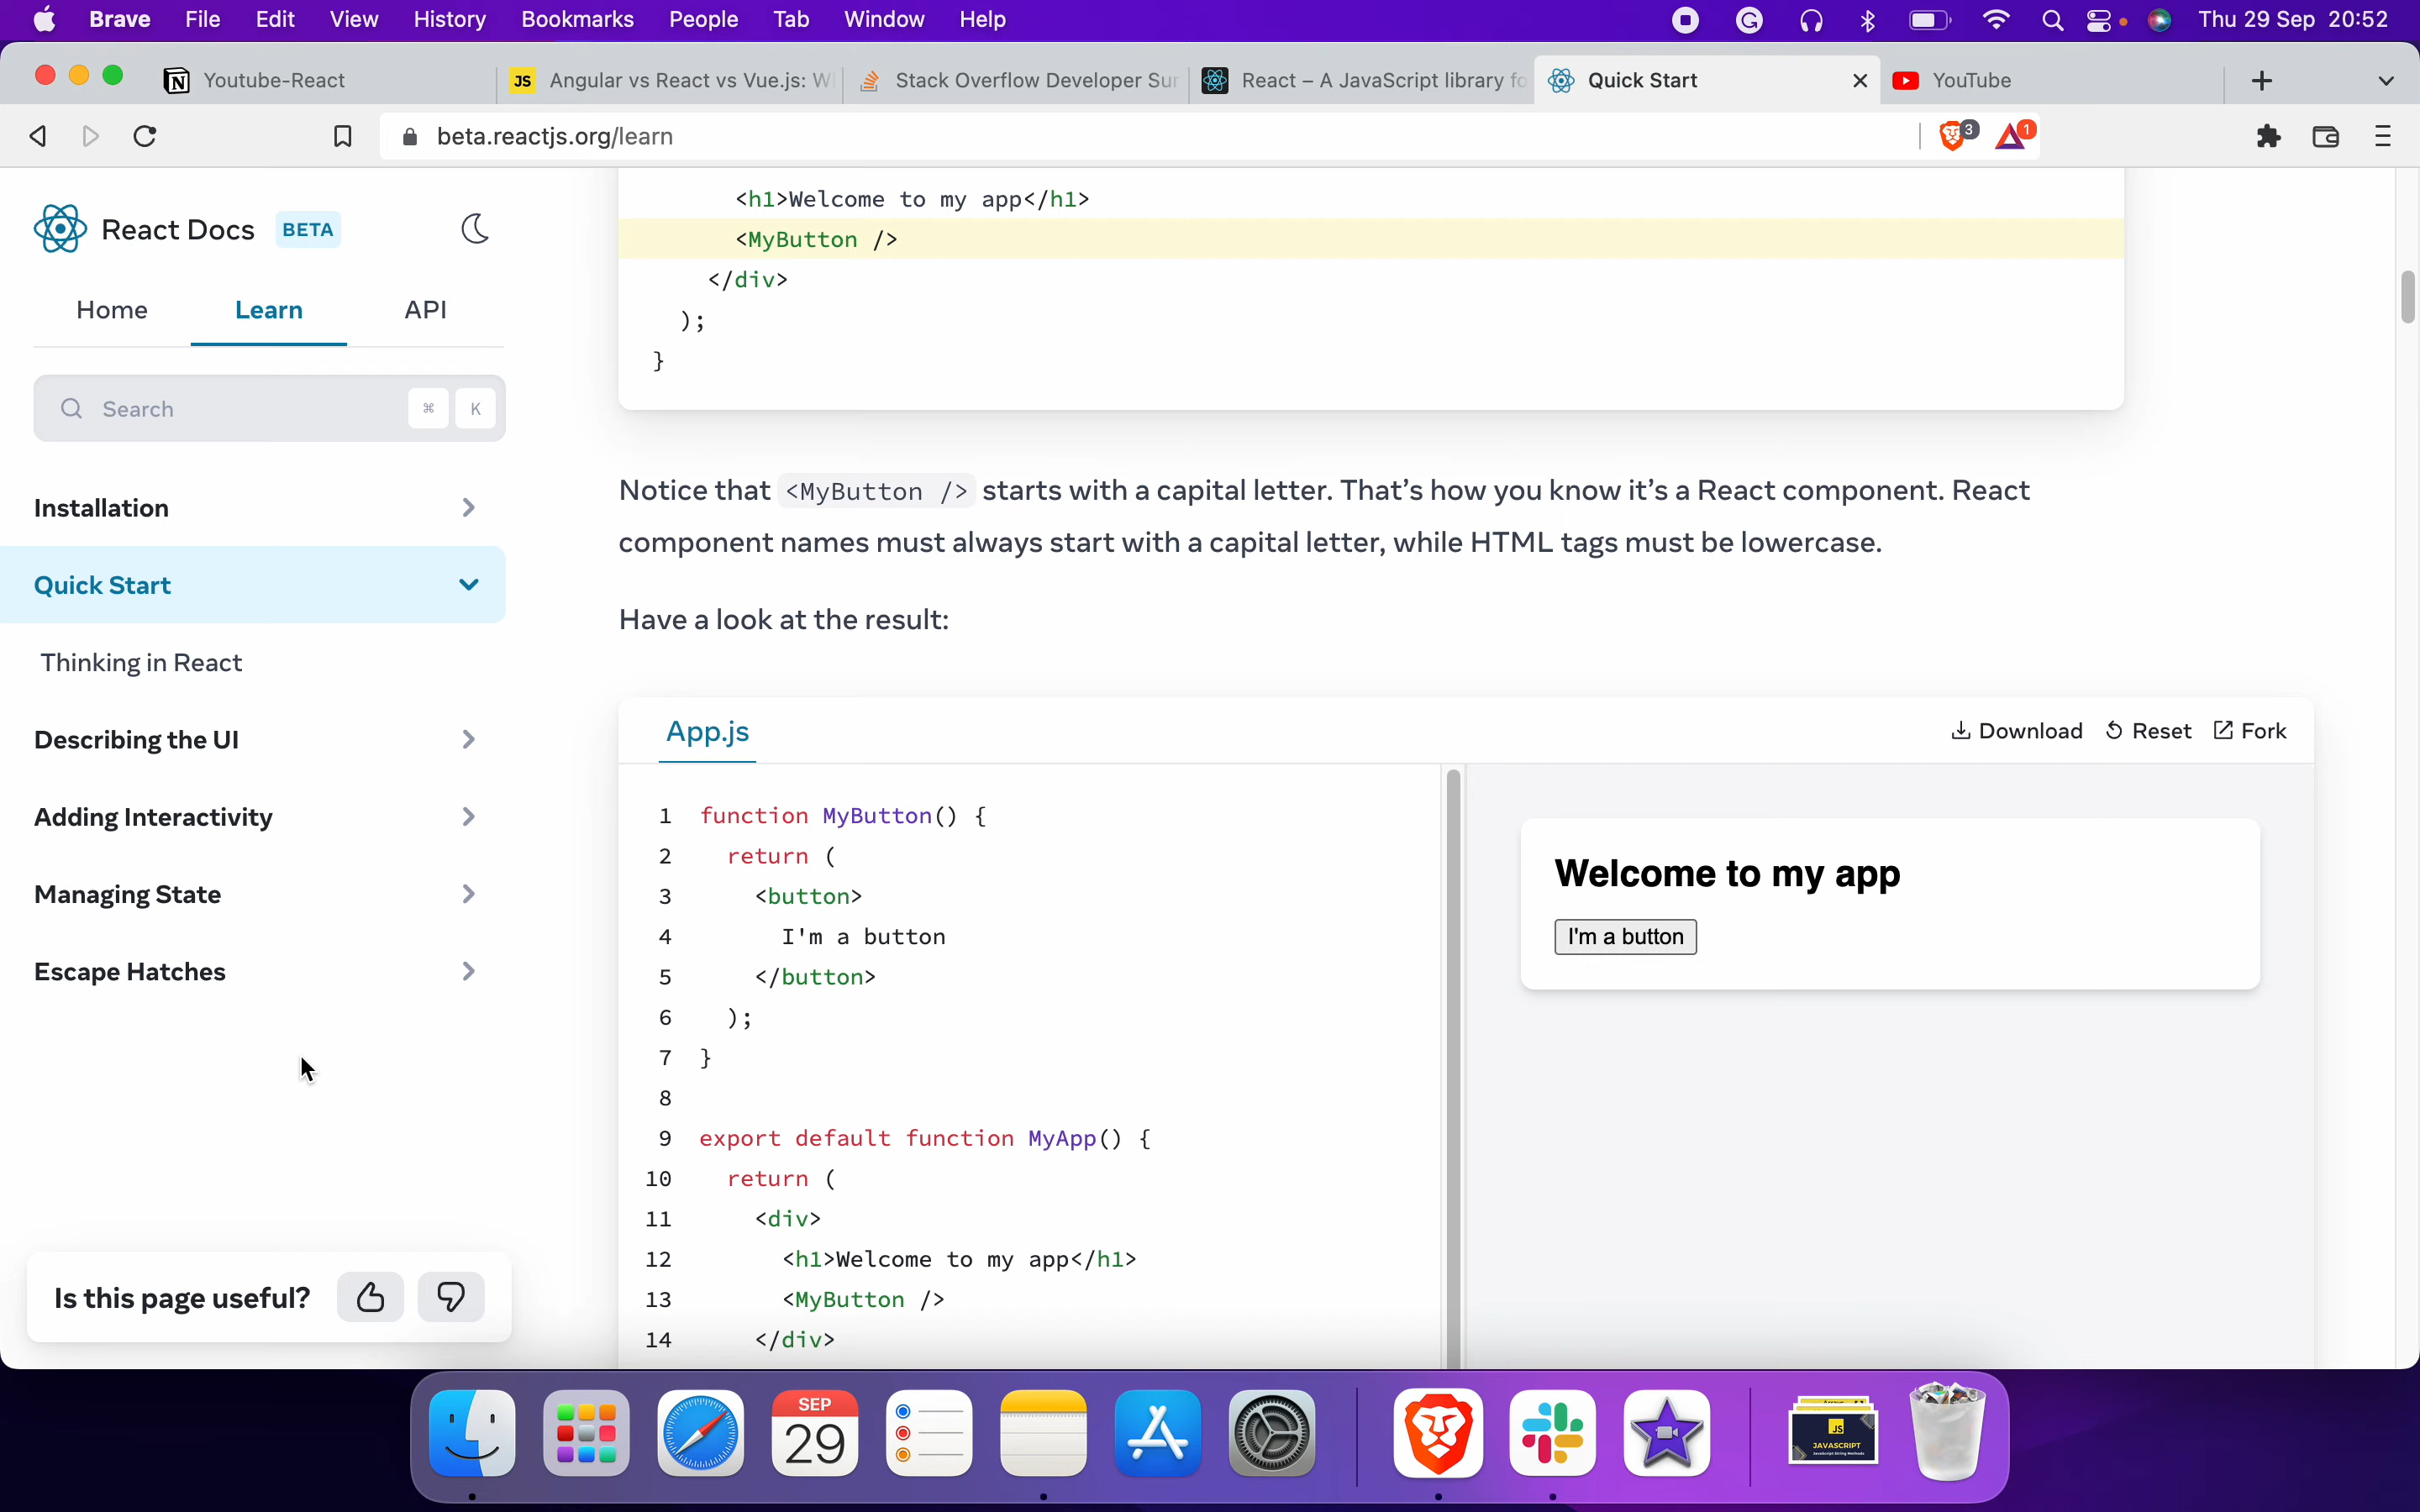 Brave File Edit View History Bookmarks People Tab Window Help Thu 29 Sep 20:52
Youtube-React
JS Angular vs React vs Vue.js: W
Stack Overflow Developer Sur
React – A JavaScript library fo
Quick Start
YouTube
beta.reactjs.org/learn
3
1
React Docs BETA
Home Learn API
Search ⌘ K
Installation
Quick Start
Thinking in React
Describing the UI
Adding Interactivity
Managing State
Escape Hatches
Is this page useful?
<h1>Welcome to my app</h1>
<MyButton />
</div>
);
}
Notice that <MyButton /> starts with a capital letter. That’s how you know it’s a React component. React
component names must always start with a capital letter, while HTML tags must be lowercase.
Have a look at the result:
App.js Download Reset Fork
1 function MyButton() {
2 return (
3 <button>
4 I'm a button
5 </button>
6 );
7 }
8
9 export default function MyApp() {
10 return (
11 <div>
12 <h1>Welcome to my app</h1>
13 <MyButton />
14 </div>
Welcome to my app
I'm a button
SEP
29
JS
JAVASCRIPT